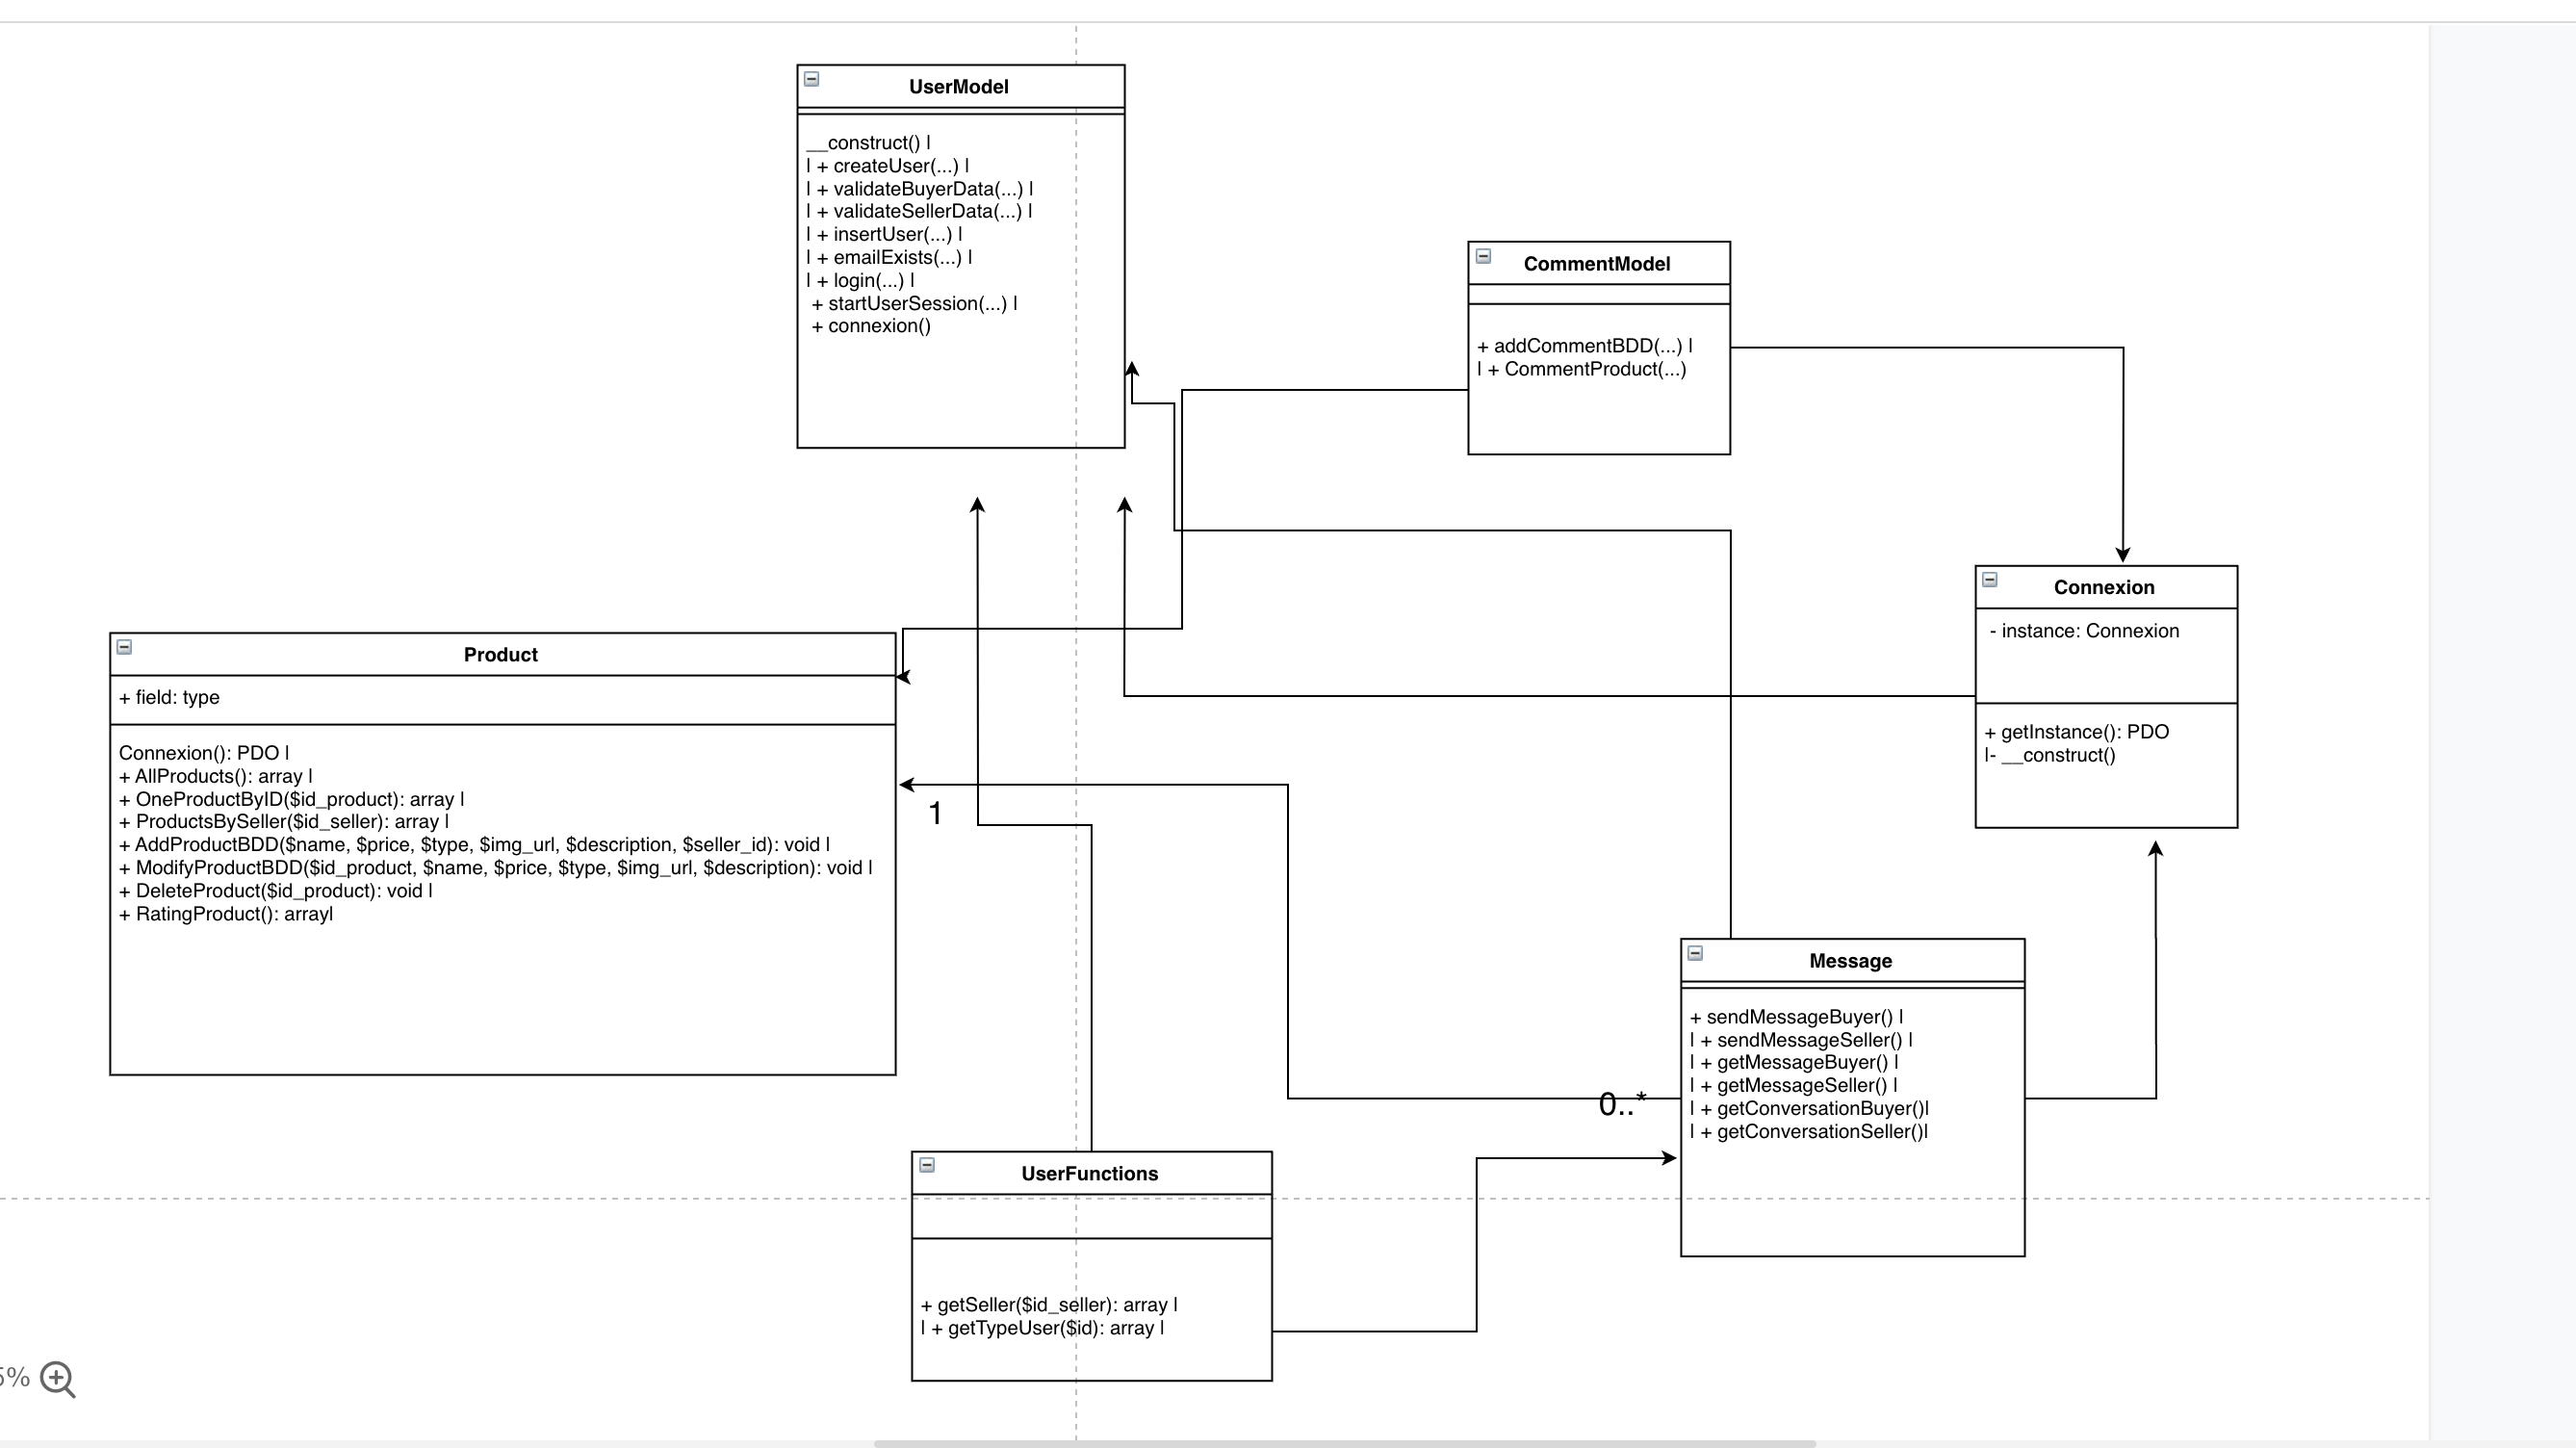 UserModel
__construct() |
| + createUser(...) |
| + validateBuyerData(...) |
| + validateSellerData(...) |
| + insertUser(...) |
| + emailExists(...) |
| + login(...) |
+ startUserSession(...) |
+ connexion()
CommentModel
+ addCommentBDD(...) |
| + CommentProduct(...)
Connexion
- instance: Connexion
+ getInstance(): PDO
|- __construct()
Product
+ field: type
Connexion(): PDO |
+ AllProducts(): array |
+ OneProductByID($id_product): array |
+ ProductsBySeller($id_seller): array |
+ AddProductBDD($name, $price, $type, $img_url, $description, $seller_id): void |
+ ModifyProductBDD($id_product, $name, $price, $type, $img_url, $description): void |
+ DeleteProduct($id_product): void |
+ RatingProduct(): array|
1
0..*
Message
+ sendMessageBuyer() |
| + sendMessageSeller() |
| + getMessageBuyer() |
| + getMessageSeller() |
| + getConversationBuyer()|
| + getConversationSeller()|
UserFunctions
+ getSeller($id_seller): array |
| + getTypeUser($id): array |